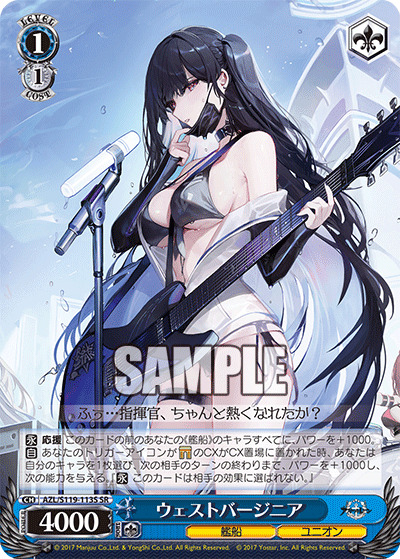 LEVEL
1
1
COST
SAMPLE
ふぅ…指揮官、ちゃんと熱くなれたか？
永 応援 このカードの前のあなたの《艦船》のキャラすべてに、パワーを＋1000。
自 あなたのトリガーアイコンが のCXがCX置場に置かれた時、あなたは
自分のキャラを1枚選び、次の相手のターンの終わりまで、パワーを＋1000し、
次の能力を与える。『永 このカードは相手の効果に選ばれない。』
CH AZL/S119-113S SR
4000
ウェストバージニア
艦船
ユニオン
© 2017 Manjuu Co.,Ltd. & YongShi Co.,Ltd. All Rights Reserved. © 2017 Yostar, Inc. All Rights Reserved.